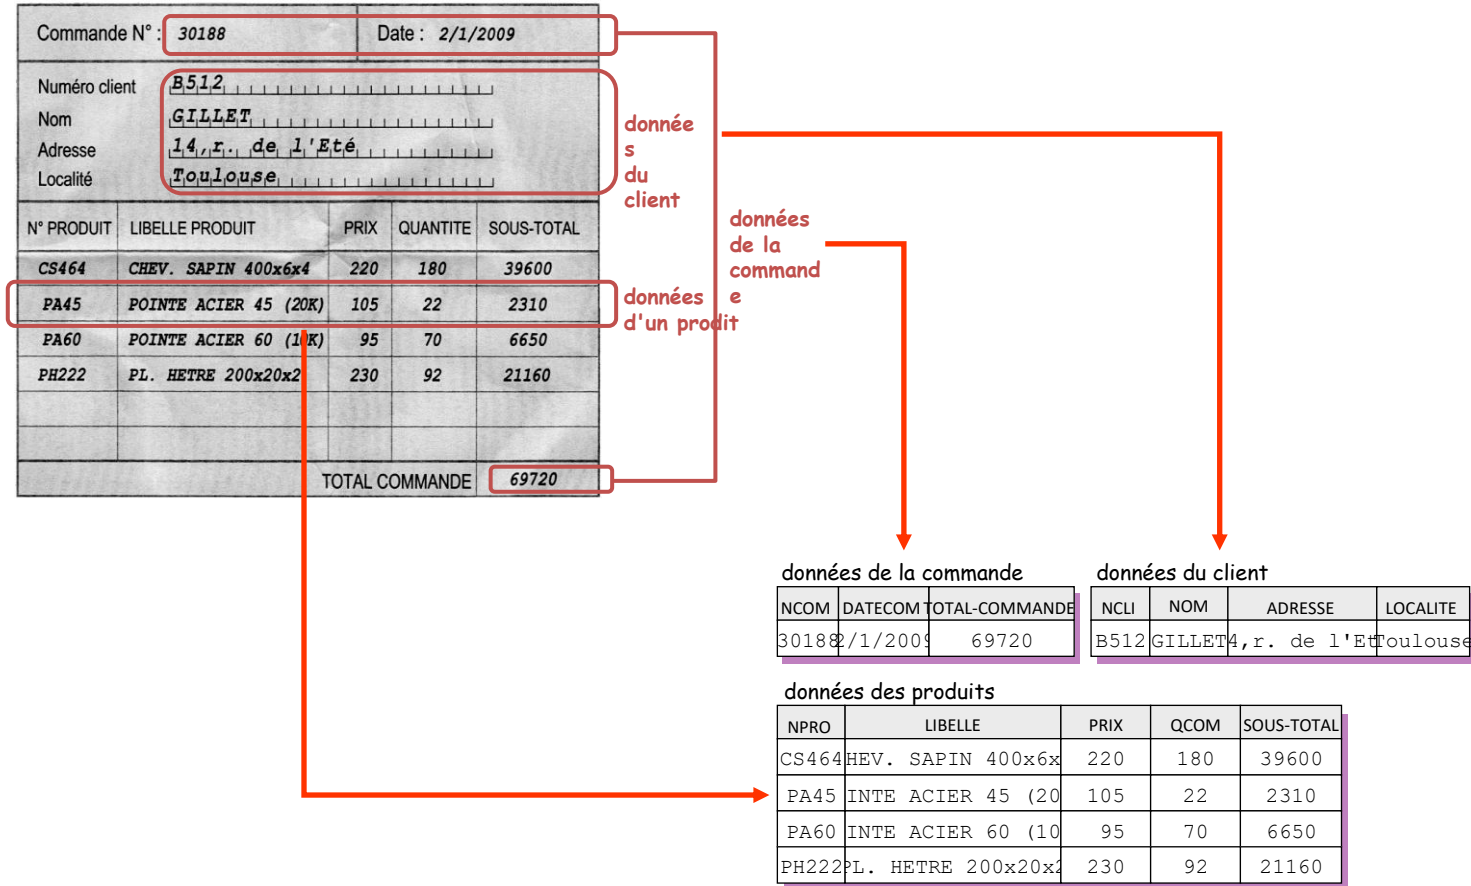 Commande N° : 30188 Date : 2/1/2009
Numéro client B512
Nom GILLET
Adresse 14,r. de l'Eté
Localité Toulouse
N° PRODUIT LIBELLE PRODUIT PRIX QUANTITE SOUS-TOTAL
CS464 CHEV. SAPIN 400x6x4 220 180 39600
PA45 POINTE ACIER 45 (20K) 105 22 2310
PA60 POINTE ACIER 60 (10K) 95 70 6650
PH222 PL. HETRE 200x20x2 230 92 21160
TOTAL COMMANDE 69720
donnée
s
du
client
données
de la
command
e
données
d'un prodit
données de la commande
NCOM DATECOM TOTAL-COMMANDE
30188 2/1/2009 69720
données du client
NCLI NOM ADRESSE LOCALITE
B512 GILLET 4,r. de l'Et Toulouse
données des produits
NPRO LIBELLE PRIX QCOM SOUS-TOTAL
CS464 HEV. SAPIN 400x6x 220 180 39600
PA45 INTE ACIER 45 (20 105 22 2310
PA60 INTE ACIER 60 (10 95 70 6650
PH222 PL. HETRE 200x20x2 230 92 21160